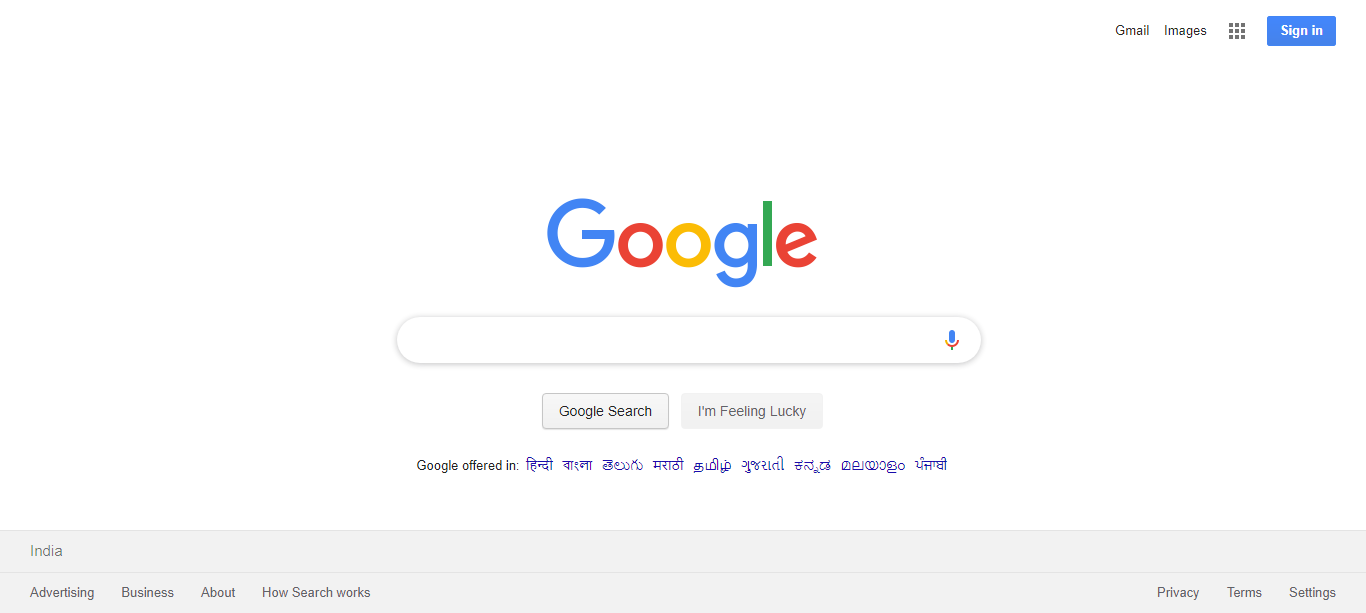 Gmail Images Sign in
Google
Google Search I'm Feeling Lucky
Google offered in: हिन्दी বাংলা తెలుగు मराठी தமிழ் ગુજરાતી ಕನ್ನಡ മലയാളം ਪੰਜਾਬੀ
India
Advertising Business About How Search works Privacy Terms Settings